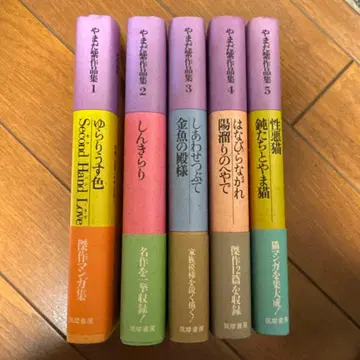 やまだ紫作品集
1
ゆらりうす色
Second Hand Love
傑作マンガ集
筑摩書房
やまだ紫作品集
2
しんきらり
名作を一挙収録!
筑摩書房
やまだ紫作品集
3
しあわせつぶて
金魚の殿様
家族模様を鋭く描く!
筑摩書房
やまだ紫作品集
4
はなびらながれ
陽溜りのへやで
傑作12篇を収録
筑摩書房
やまだ紫作品集
5
性悪猫
鈍たちとやま猫
猫マンガを集大成!
筑摩書房